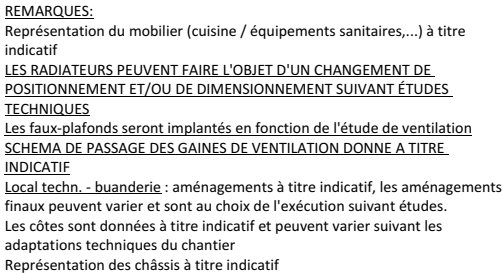 REMARQUES:
Représentation du mobilier (cuisine / équipements sanitaires,...) à titre
indicatif
LES RADIATEURS PEUVENT FAIRE L'OBJET D'UN CHANGEMENT DE
POSITIONNEMENT ET/OU DE DIMENSIONNEMENT SUIVANT ÉTUDES
TECHNIQUES
Les faux-plafonds seront implantés en fonction de l'étude de ventilation
SCHEMA DE PASSAGE DES GAINES DE VENTILATION DONNE A TITRE
INDICATIF
Local techn. - buanderie : aménagements à titre indicatif, les aménagements
finaux peuvent varier et sont au choix de l'exécution suivant études.
Les côtes sont données à titre indicatif et peuvent varier suivant les
adaptations techniques du chantier
Représentation des châssis à titre indicatif